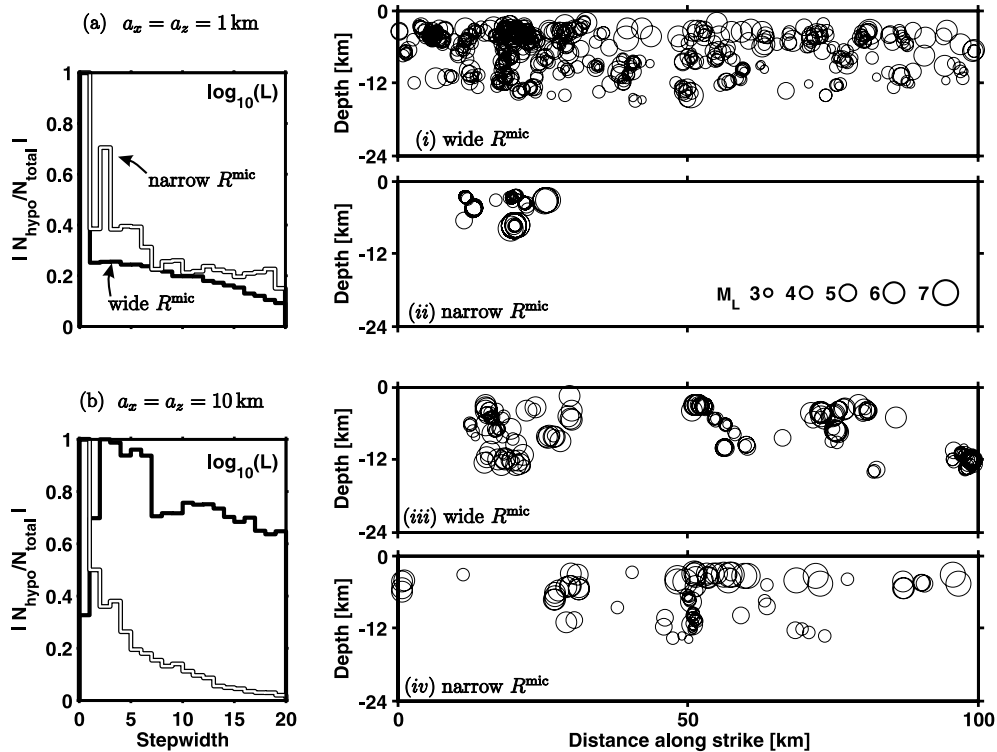 (a) a_x = a_z = 1 km
1
0.8
0.6
0.4
0.2
0
| N_hypo/N_total |
log_10(L)
narrow R^mic
wide R^mic
0
-12
-24
Depth [km]
(i) wide R^mic
0
-12
-24
Depth [km]
(ii) narrow R^mic
M_L 3 4 5 6 7
(b) a_x = a_z = 10 km
1
0.8
0.6
0.4
0.2
0
| N_hypo/N_total |
log_10(L)
0 5 10 15 20
Stepwidth
0
-12
-24
Depth [km]
(iii) wide R^mic
0
-12
-24
Depth [km]
(iv) narrow R^mic
0 50 100
Distance along strike [km]